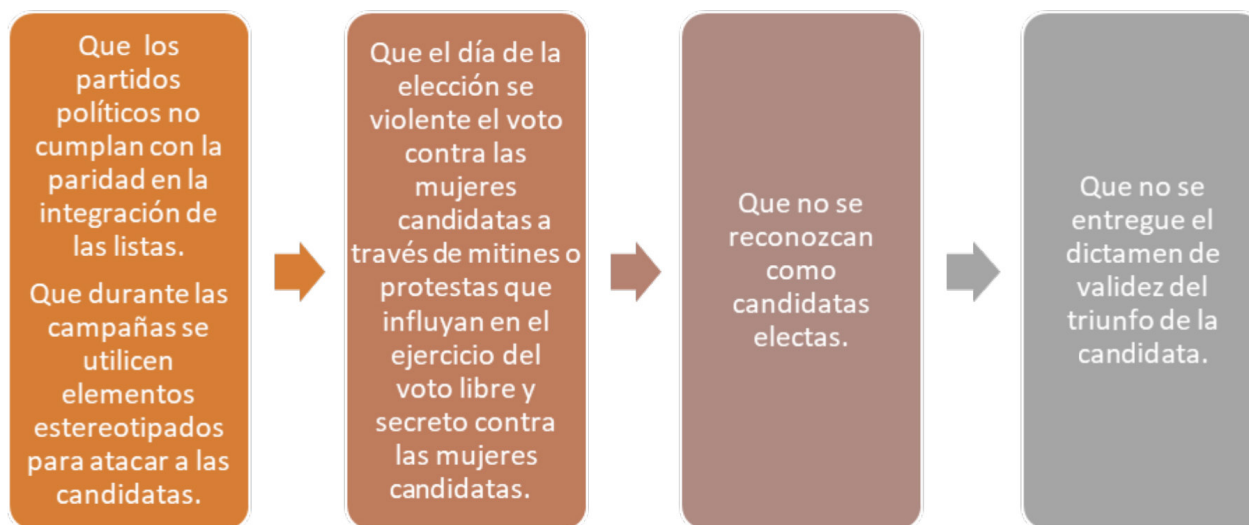 Que los
partidos
políticos no
cumplan con la
paridad en la
integración de
las listas.
Que durante las
campañas se
utilicen
elementos
estereotipados
para atacar a las
candidatas.
Que el día de la
elección se
violente el voto
contra las
mujeres
candidatas a
través de mitines o
protestas que
influyan en el
ejercicio del
voto libre y
secreto contra
las mujeres
candidatas.
Que no se
reconozcan
como
candidatas
electas.
Que no se
entregue el
dictamen de
validez del
triunfo de la
candidata.